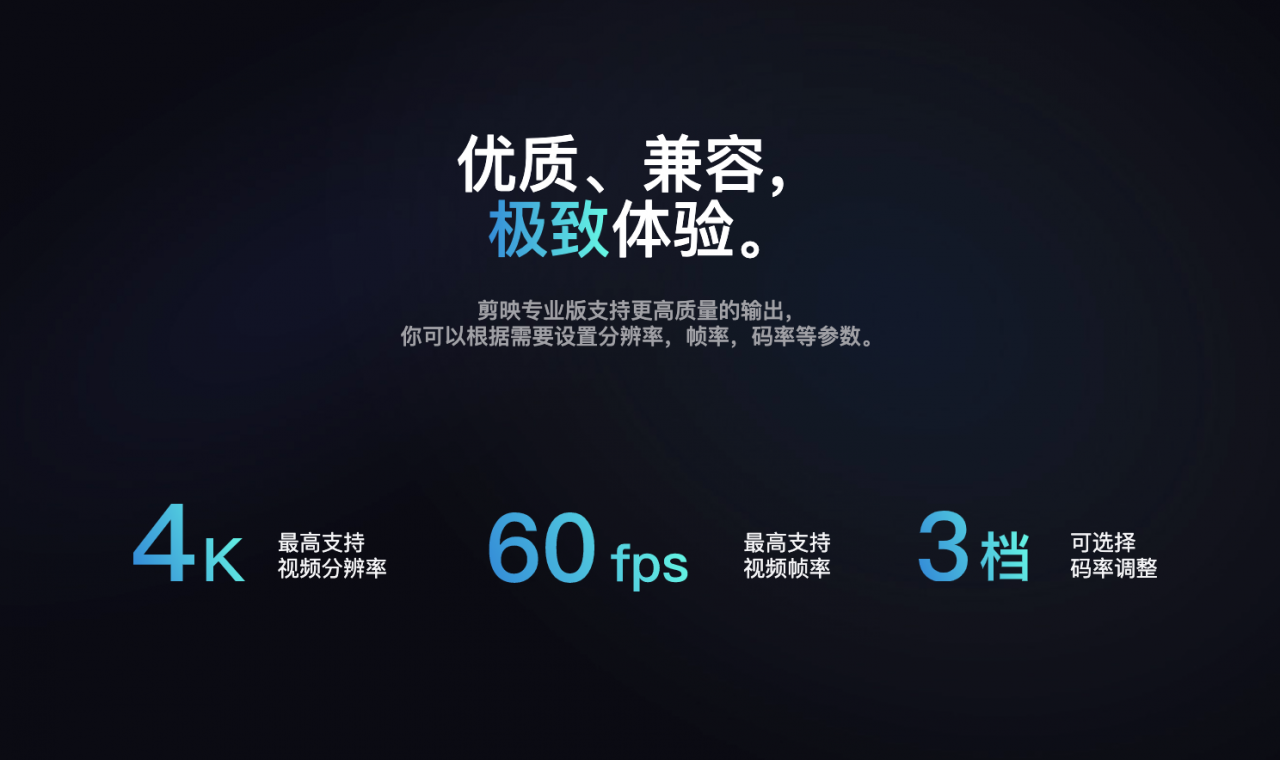 优质、兼容，
极致体验。
剪映专业版支持更高质量的输出，
你可以根据需要设置分辨率，帧率，码率等参数。
4K
最高支持
视频分辨率
60 fps
最高支持
视频帧率
3档
可选择
码率调整